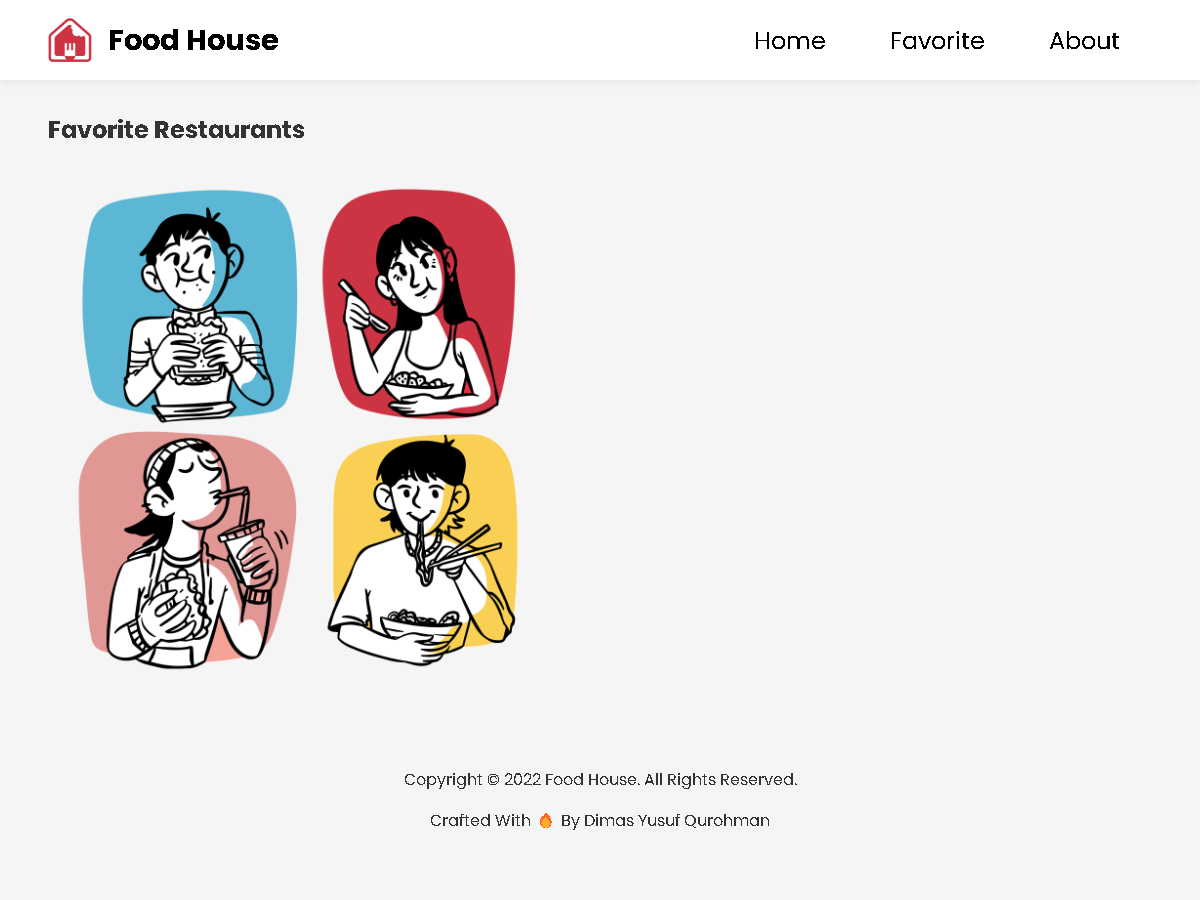 Food House
Home
Favorite
About
Favorite Restaurants
Copyright © 2022 Food House. All Rights Reserved.
Crafted With 🔥 By Dimas Yusuf Qurohman